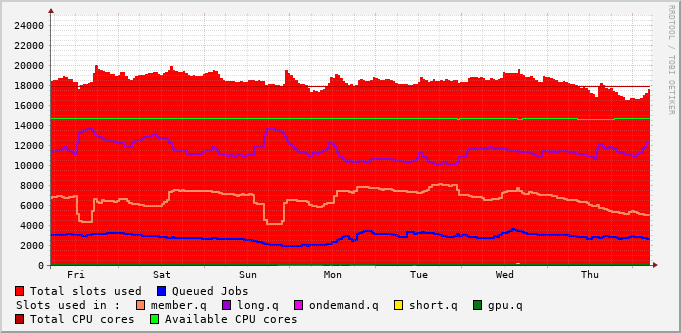 24000
22000
20000
18000
16000
14000
12000
10000
8000
6000
4000
2000
0
Fri Sat Sun Mon Tue Wed Thu
RRDTOOL / TOBI OETIKER
Total slots used Queued Jobs
Slots used in : member.q long.q ondemand.q short.q gpu.q
Total CPU cores Available CPU cores